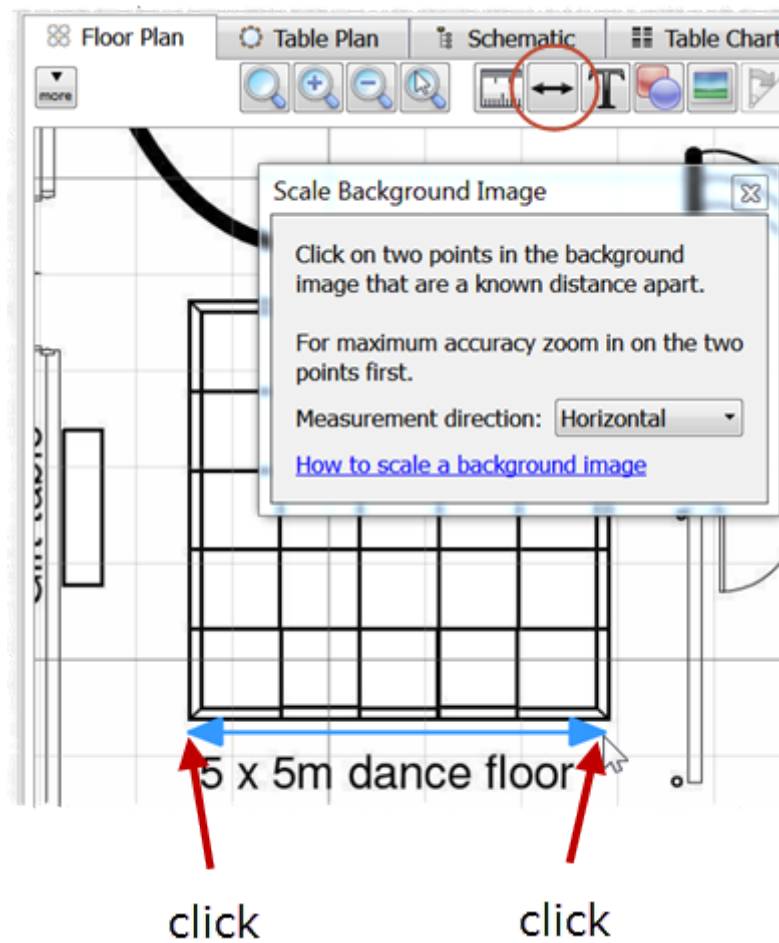 Floor Plan
Table Plan
Schematic
Table Chart
more
T
Scale Background Image
Click on two points in the background
image that are a known distance apart.
For maximum accuracy zoom in on the two
points first.
Measurement direction: Horizontal
How to scale a background image
table
5 x 5m dance floor
click
click